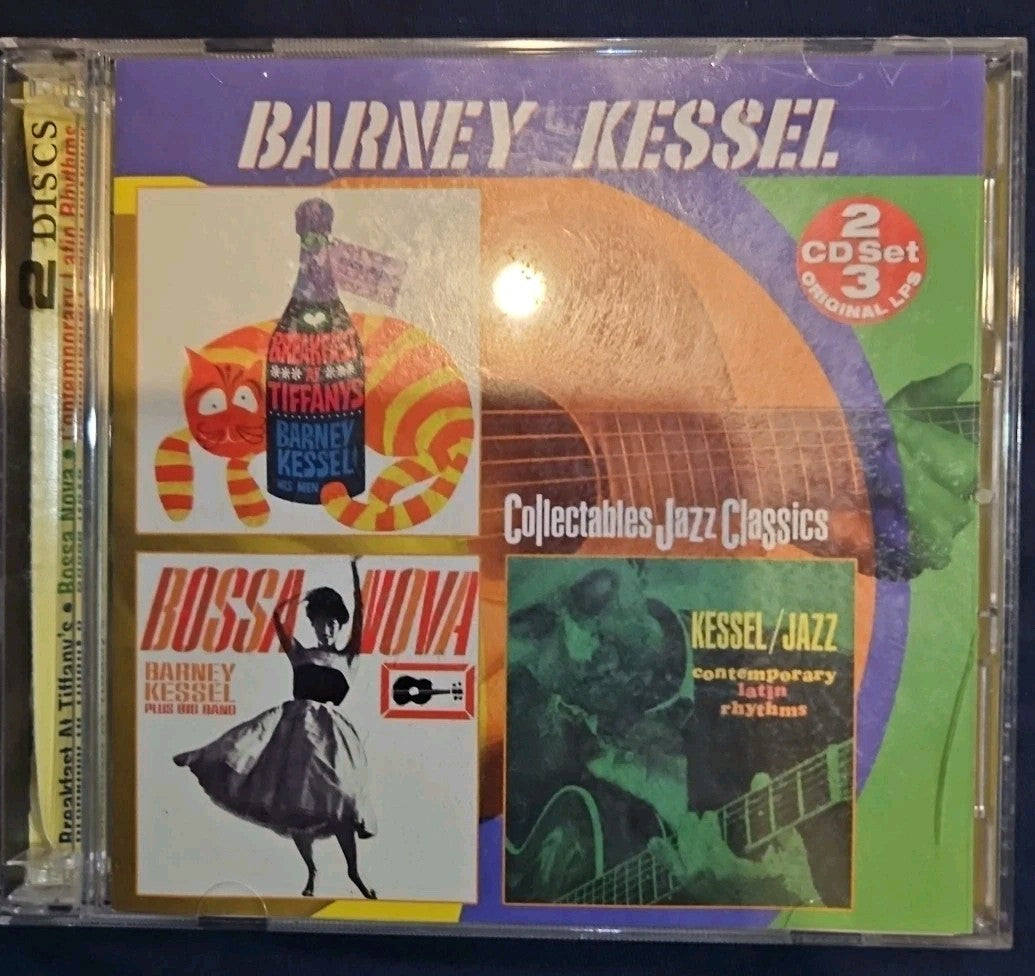 BARNEY KESSEL
2
CD Set
3
ORIGINAL LPS
BREAKFAST
AT
TIFFANYS
BARNEY
KESSEL
HIS MEN
Collectables Jazz Classics
BOSSA NOVA
BARNEY
KESSEL
PLUS BIG BAND
KESSEL/JAZZ
contemporary
latin
rhythms
2 DISCS
Breakfast At Tiffany's • Bossa Nova • Contemporary Latin Rhythms